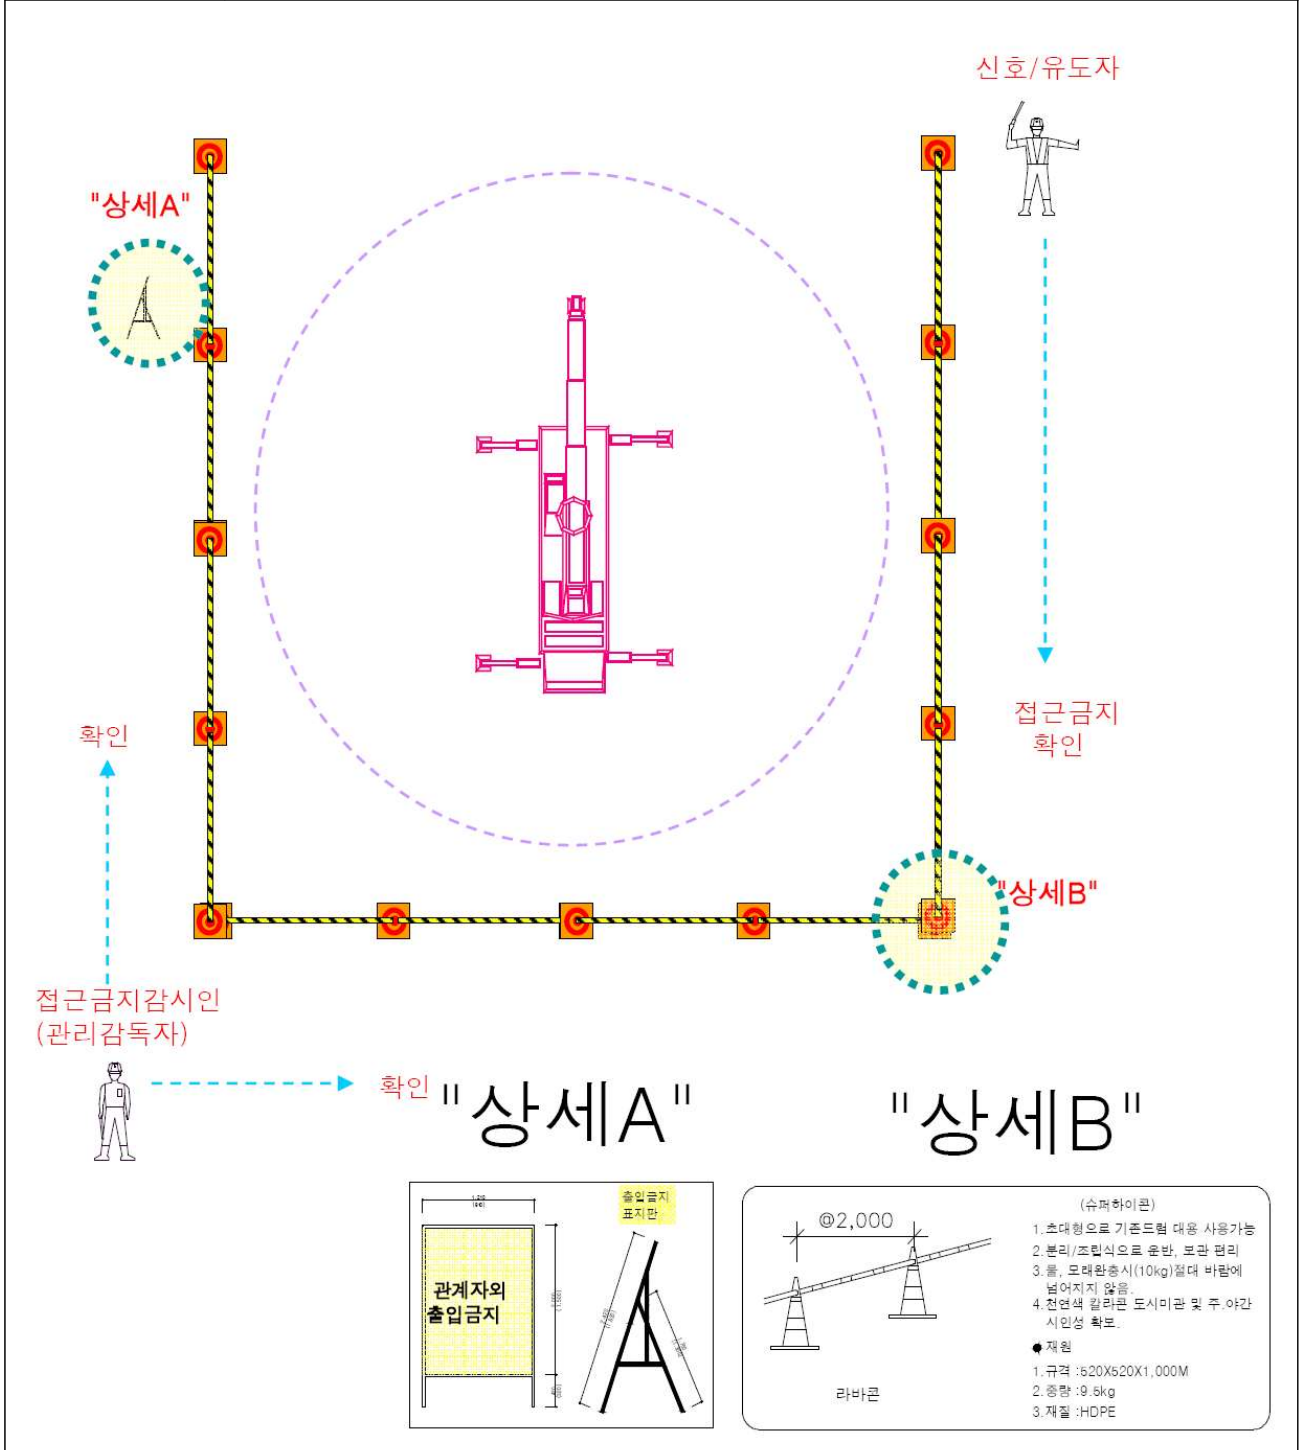 신호/유도자
"상세A"
확인
접근금지
확인
"상세B"
접근금지감시인
(관리감독자)
확인
"상세A"
"상세B"
출입금지
표지판
관계자외
출입금지
@2,000
라바콘
(슈퍼하이콘)
1.초대형으로 기존드럼 대용 사용가능
2.분리/조립식으로 운반, 보관 편리
3.물, 모래완충시(10kg)절대 바람에
넘어지지 않음.
4.천연색 칼라콘 도시미관 및 주.야간
시인성 확보.
재원
1.규격 :520X520X1,000M
2.중량 :9.5kg
3.재질 :HDPE